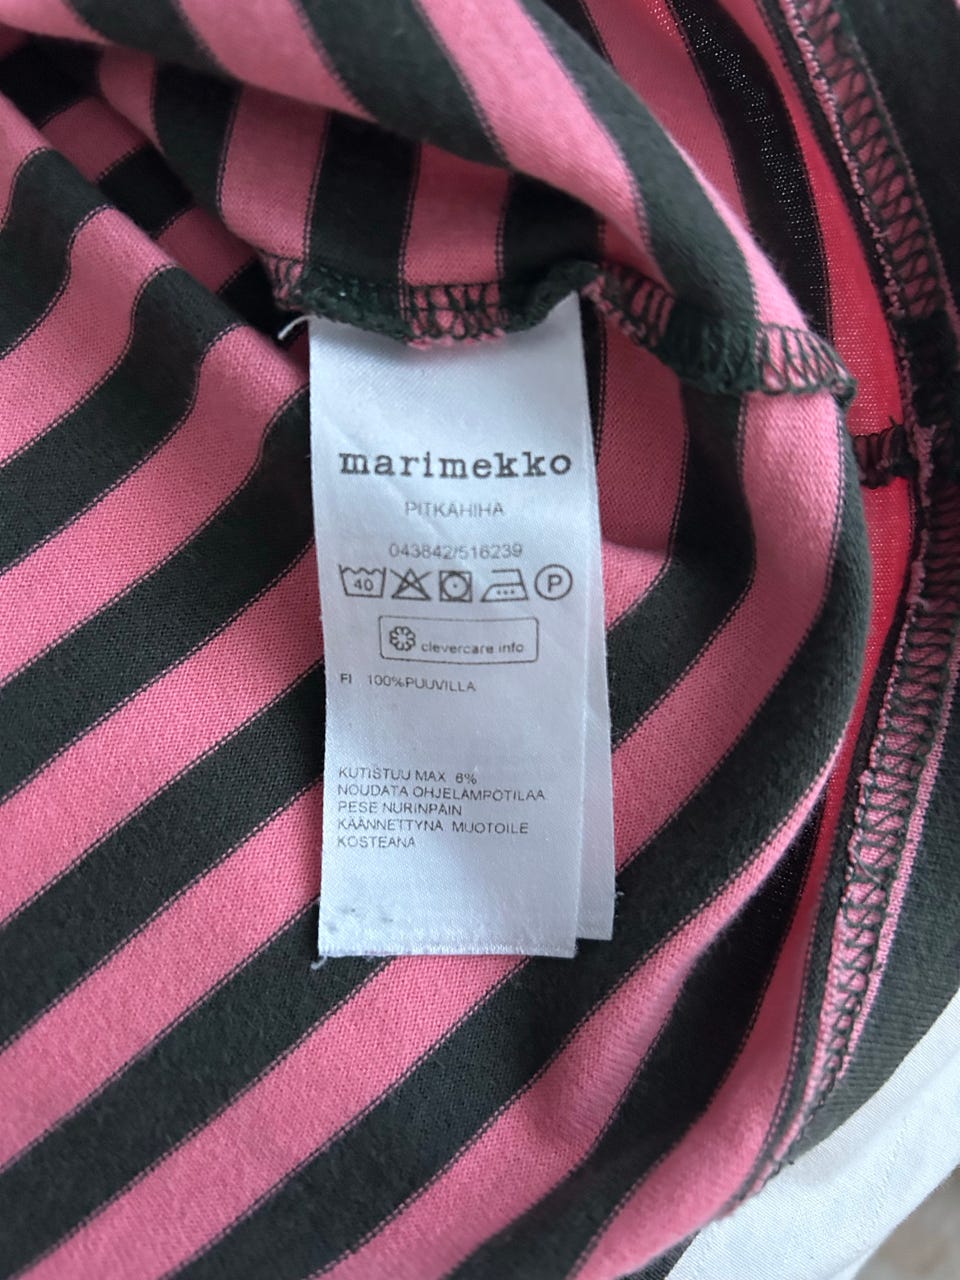 marimekko
PITKÄHIHA
043842/516239
40 P
clevercare.info
FI 100%PUUVILLA
KUTISTUU MAX 6%
NOUDATA OHJELÄMPÖTILAA
PESE NURINPÄIN
KÄÄNNETTYNÄ MUOTOILE
KOSTEANA